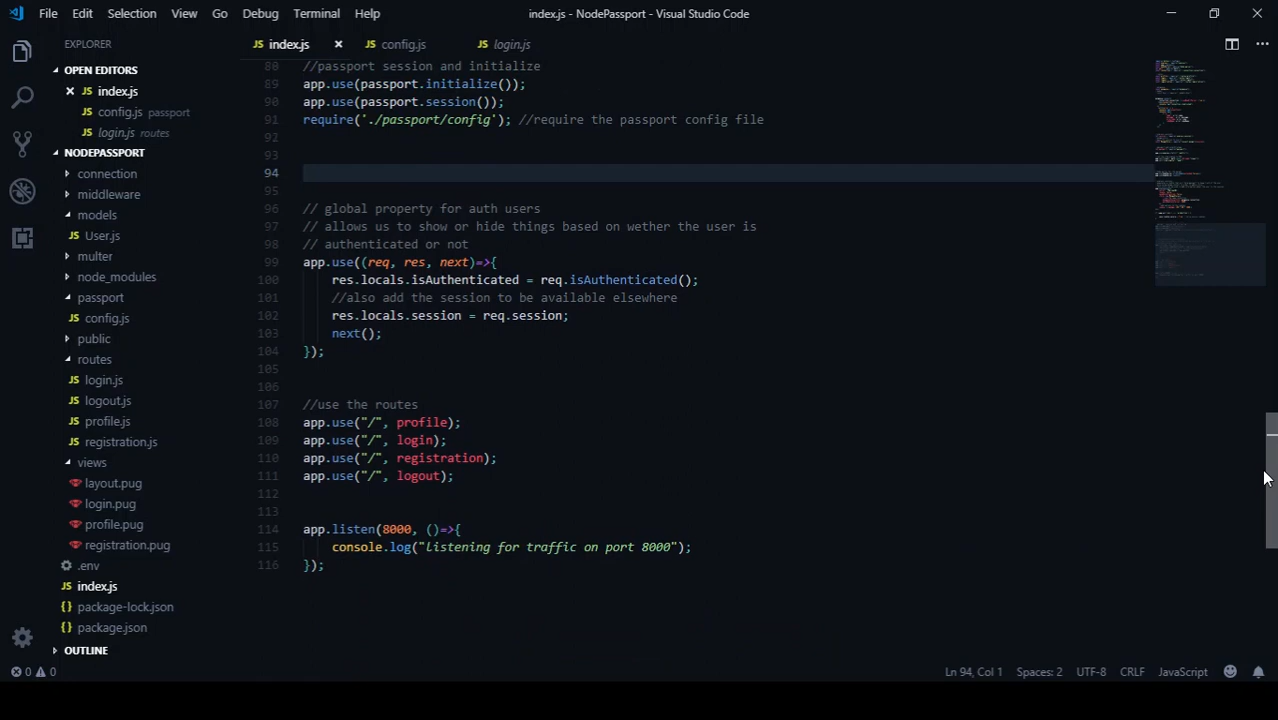 File Edit Selection View Go Debug Terminal Help
index.js - NodePassport - Visual Studio Code
EXPLORER
OPEN EDITORS
JS index.js
JS config.js passport
JS login.js routes
NODEPASSPORT
connection
middleware
models
JS User.js
multer
node_modules
passport
JS config.js
public
routes
JS login.js
JS logout.js
JS profile.js
JS registration.js
views
layout.pug
login.pug
profile.pug
registration.pug
.env
JS index.js
{} package-lock.json
{} package.json
OUTLINE
JS index.js
JS config.js
JS login.js
88 //passport session and initialize
89 app.use(passport.initialize());
90 app.use(passport.session());
91 require('./passport/config'); //require the passport config file
92
93
94
95
96 // global property for auth users
97 // allows us to show or hide things based on wether the user is
98 // authenticated or not
99 app.use((req, res, next)=>{
100 res.locals.isAuthenticated = req.isAuthenticated();
101 //also add the session to be available elsewhere
102 res.locals.session = req.session;
103 next();
104 });
105
106
107 //use the routes
108 app.use("/", profile);
109 app.use("/", login);
110 app.use("/", registration);
111 app.use("/", logout);
112
113
114 app.listen(8000, ()=>{
115 console.log("listening for traffic on port 8000");
116 });
0 0
Ln 94, Col 1 Spaces: 2 UTF-8 CRLF JavaScript